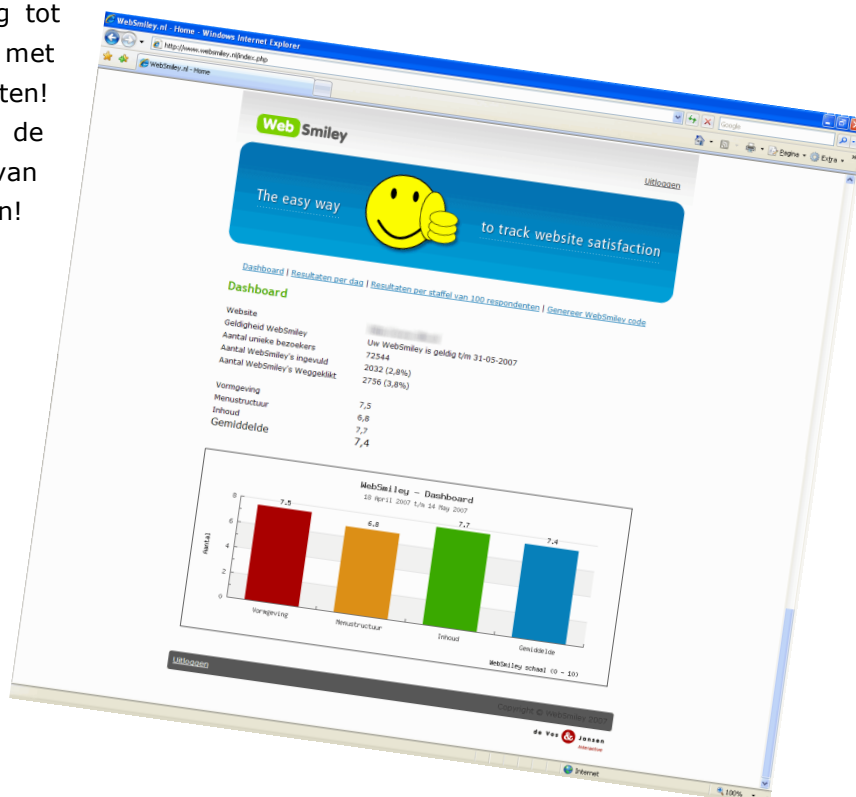 g tot
met
ten!
de
van
n!
WebSmiley.nl - Home - Windows Internet Explorer
http://www.websmiley.nl/index.php
Google
WebSmiley.nl - Home
Pagina
Extra
Web Smiley
Uitloggen
The easy way
to track website satisfaction
Dashboard | Resultaten per dag | Resultaten per staffel van 100 respondenten | Genereer WebSmiley code
Dashboard
Website
Geldigheid WebSmiley Uw WebSmiley is geldig t/m 31-05-2007
Aantal unieke bezoekers 72544
Aantal WebSmiley's ingevuld 2032 (2,8%)
Aantal WebSmiley's Weggeklikt 2756 (3,8%)
Vormgeving 7,5
Menustructuur 6,8
Inhoud 7,7
Gemiddelde 7,4
WebSmiley - Dashboard
10 April 2007 t/m 14 May 2007
Aantal
8
6
4
2
0
7.5
6.8
7.7
7.4
Vormgeving
Menustructuur
Inhoud
Gemiddelde
WebSmiley schaal (0 - 10)
Uitloggen
Copyright © WebSmiley 2007
de Vos & Jansen
interactive
Internet
100%